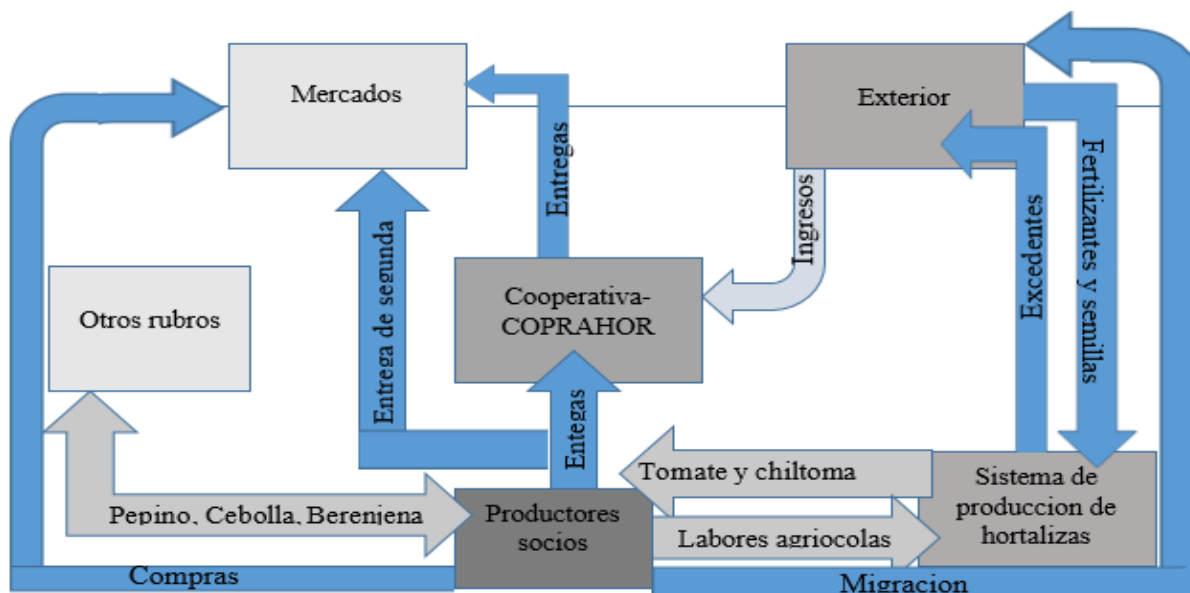 Mercados
Exterior
Entregas
Fertilizantes y semillas
Ingresos
Excedentes
Entrega de segunda
Cooperativa-
COPRAHOR
Otros rubros
Entegas
Tomate y chiltoma
Sistema de
produccion de
hortalizas
Pepino, Cebolla, Berenjena
Productores
socios
Labores agriocolas
Compras
Migracion